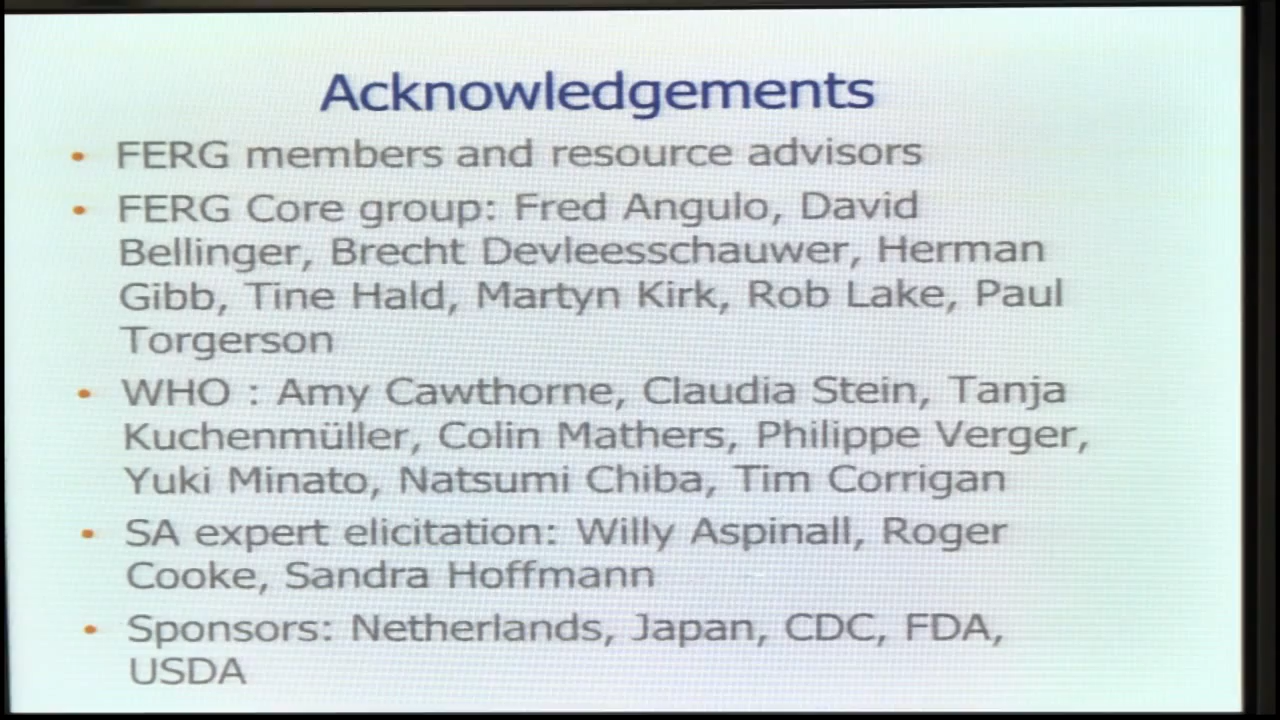 Acknowledgements
• FERG members and resource advisors
• FERG Core group: Fred Angulo, David
Bellinger, Brecht Devleesschauwer, Herman
Gibb, Tine Hald, Martyn Kirk, Rob Lake, Paul
Torgerson
• WHO : Amy Cawthorne, Claudia Stein, Tanja
Kuchenmüller, Colin Mathers, Philippe Verger,
Yuki Minato, Natsumi Chiba, Tim Corrigan
• SA expert elicitation: Willy Aspinall, Roger
Cooke, Sandra Hoffmann
• Sponsors: Netherlands, Japan, CDC, FDA,
USDA